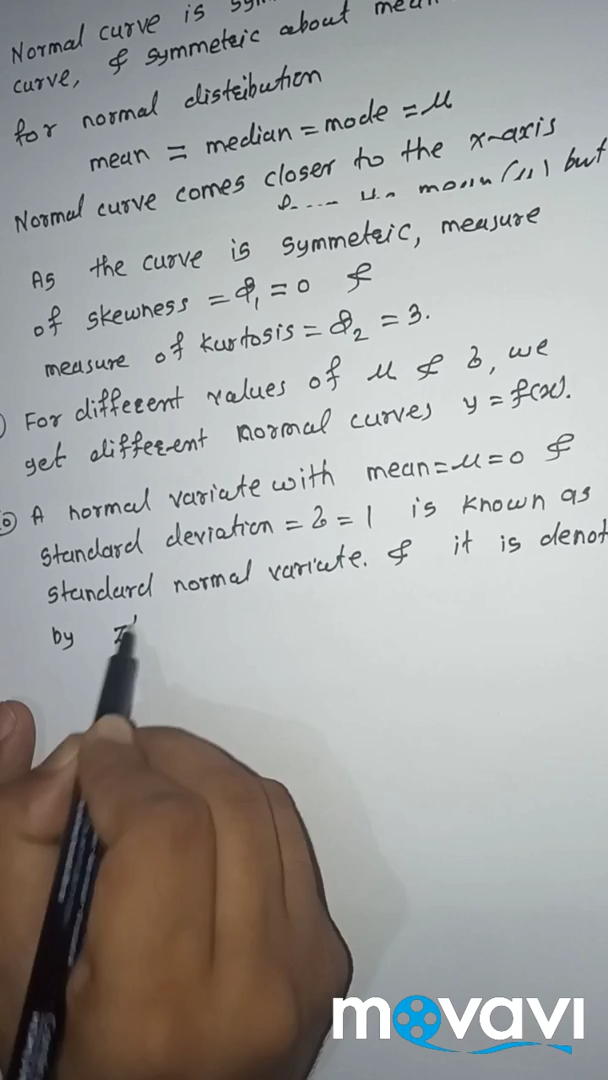 Normal curve is
curve, & symmetric about mean
for normal distribution
mean = median = mode = μ
Normal curve comes closer to the x-axis
but
As the curve is symmetric, measure
of skewness = β₁ = 0 &
measure of kurtosis = β₂ = 3.
For different values of μ & σ, we
get different normal curves y = f(x).
A normal variate with mean = μ = 0 &
standard deviation = σ = 1 is known as
standard normal variate. & it is denot
by Z
movavi